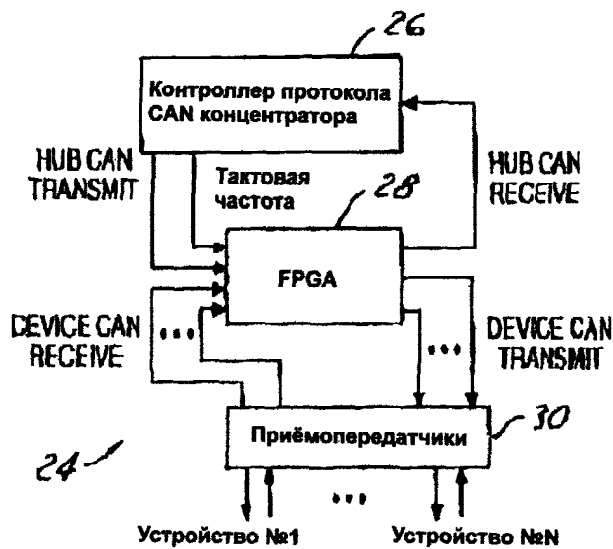 26
Контроллер протокола
CAN концентратора
HUB CAN
TRANSMIT
HUB CAN
RECEIVE
Тактовая
частота
28
FPGA
DEVICE CAN
RECEIVE
DEVICE CAN
TRANSMIT
30
Приёмопередатчики
24
Устройство №1
Устройство №N